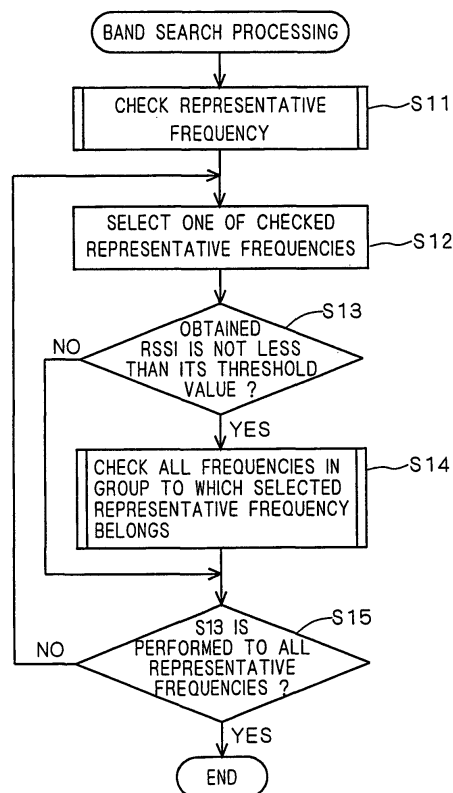 BAND SEARCH PROCESSING
CHECK REPRESENTATIVE
FREQUENCY
S11
SELECT ONE OF CHECKED
REPRESENTATIVE FREQUENCIES
S12
S13
OBTAINED
RSSI IS NOT LESS
THAN ITS THRESHOLD
VALUE ?
NO
YES
CHECK ALL FREQUENCIES IN
GROUP TO WHICH SELECTED
REPRESENTATIVE FREQUENCY
BELONGS
S14
S15
S13 IS
PERFORMED TO ALL
REPRESENTATIVE
FREQUENCIES ?
NO
YES
END